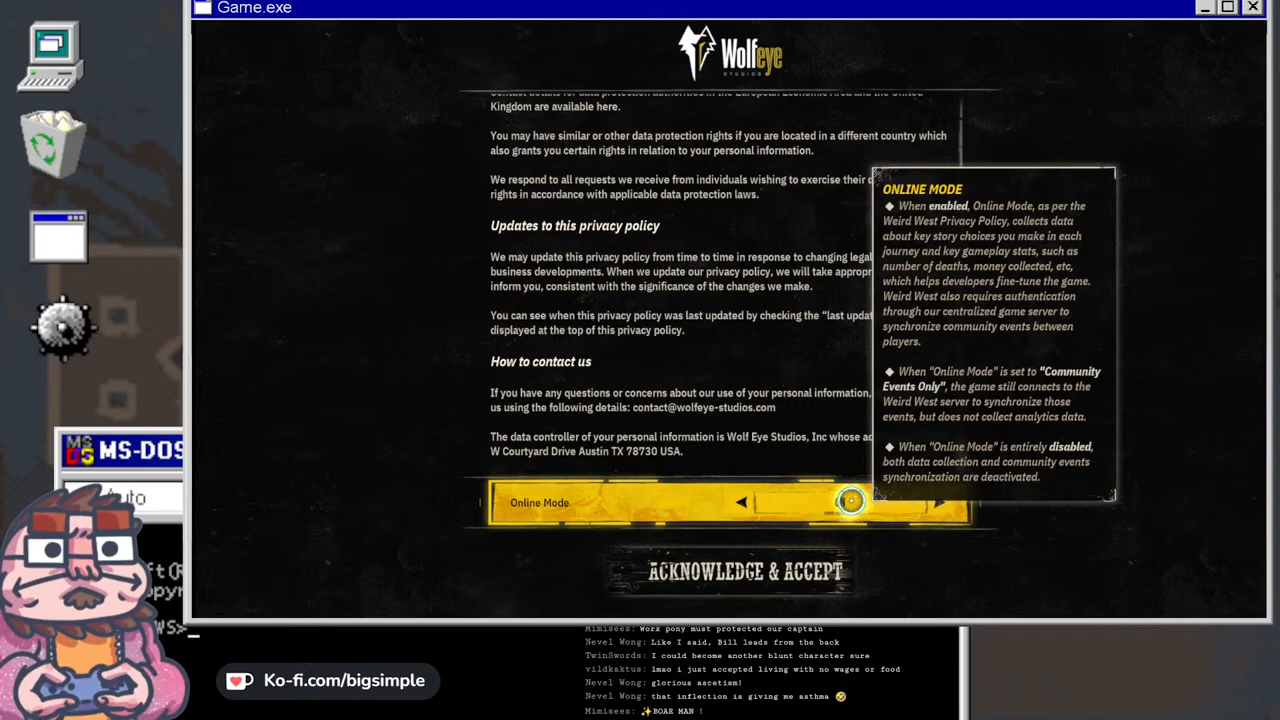 Game.exe
Wolfeye
STUDIOS
Contact details for data protection authorities in the European Economic Area and the United
Kingdom are available here.
You may have similar or other data protection rights if you are located in a different country which
also grants you certain rights in relation to your personal information.
We respond to all requests we receive from individuals wishing to exercise their
rights in accordance with applicable data protection laws.
Updates to this privacy policy
We may update this privacy policy from time to time in response to changing legal
business developments. When we update our privacy policy, we will take appropr
inform you, consistent with the significance of the changes we make.
You can see when this privacy policy was last updated by checking the “last updat
displayed at the top of this privacy policy.
How to contact us
If you have any questions or concerns about our use of your personal information,
us using the following details: contact@wolfeye-studios.com
The data controller of your personal information is Wolf Eye Studios, Inc whose ad
W Courtyard Drive Austin TX 78730 USA.
ONLINE MODE
◆ When enabled, Online Mode, as per the
Weird West Privacy Policy, collects data
about key story choices you make in each
journey and key gameplay stats, such as
number of deaths, money collected, etc,
which helps developers fine-tune the game.
Weird West also requires authentication
through our centralized game server to
synchronize community events between
players.
◆ When "Online Mode" is set to "Community
Events Only", the game still connects to the
Weird West server to synchronize those
events, but does not collect analytics data.
◆ When "Online Mode" is entirely disabled,
both data collection and community events
synchronization are deactivated.
Online Mode
ACKNOWLEDGE & ACCEPT
MS-DOS
Auto
Ko-fi.com/bigsimple
Mimisees: Work pony must protected our captain
Nevel Wong: Like I said, Bill leads from the back
TwinSwords: I could become another blunt character sure
vildkaktus: lmao i just accepted living with no wages or food
Nevel Wong: glorious ascetism!
Nevel Wong: that inflection is giving me asthma 🤣
Mimisees: ✨BOAR MAN !